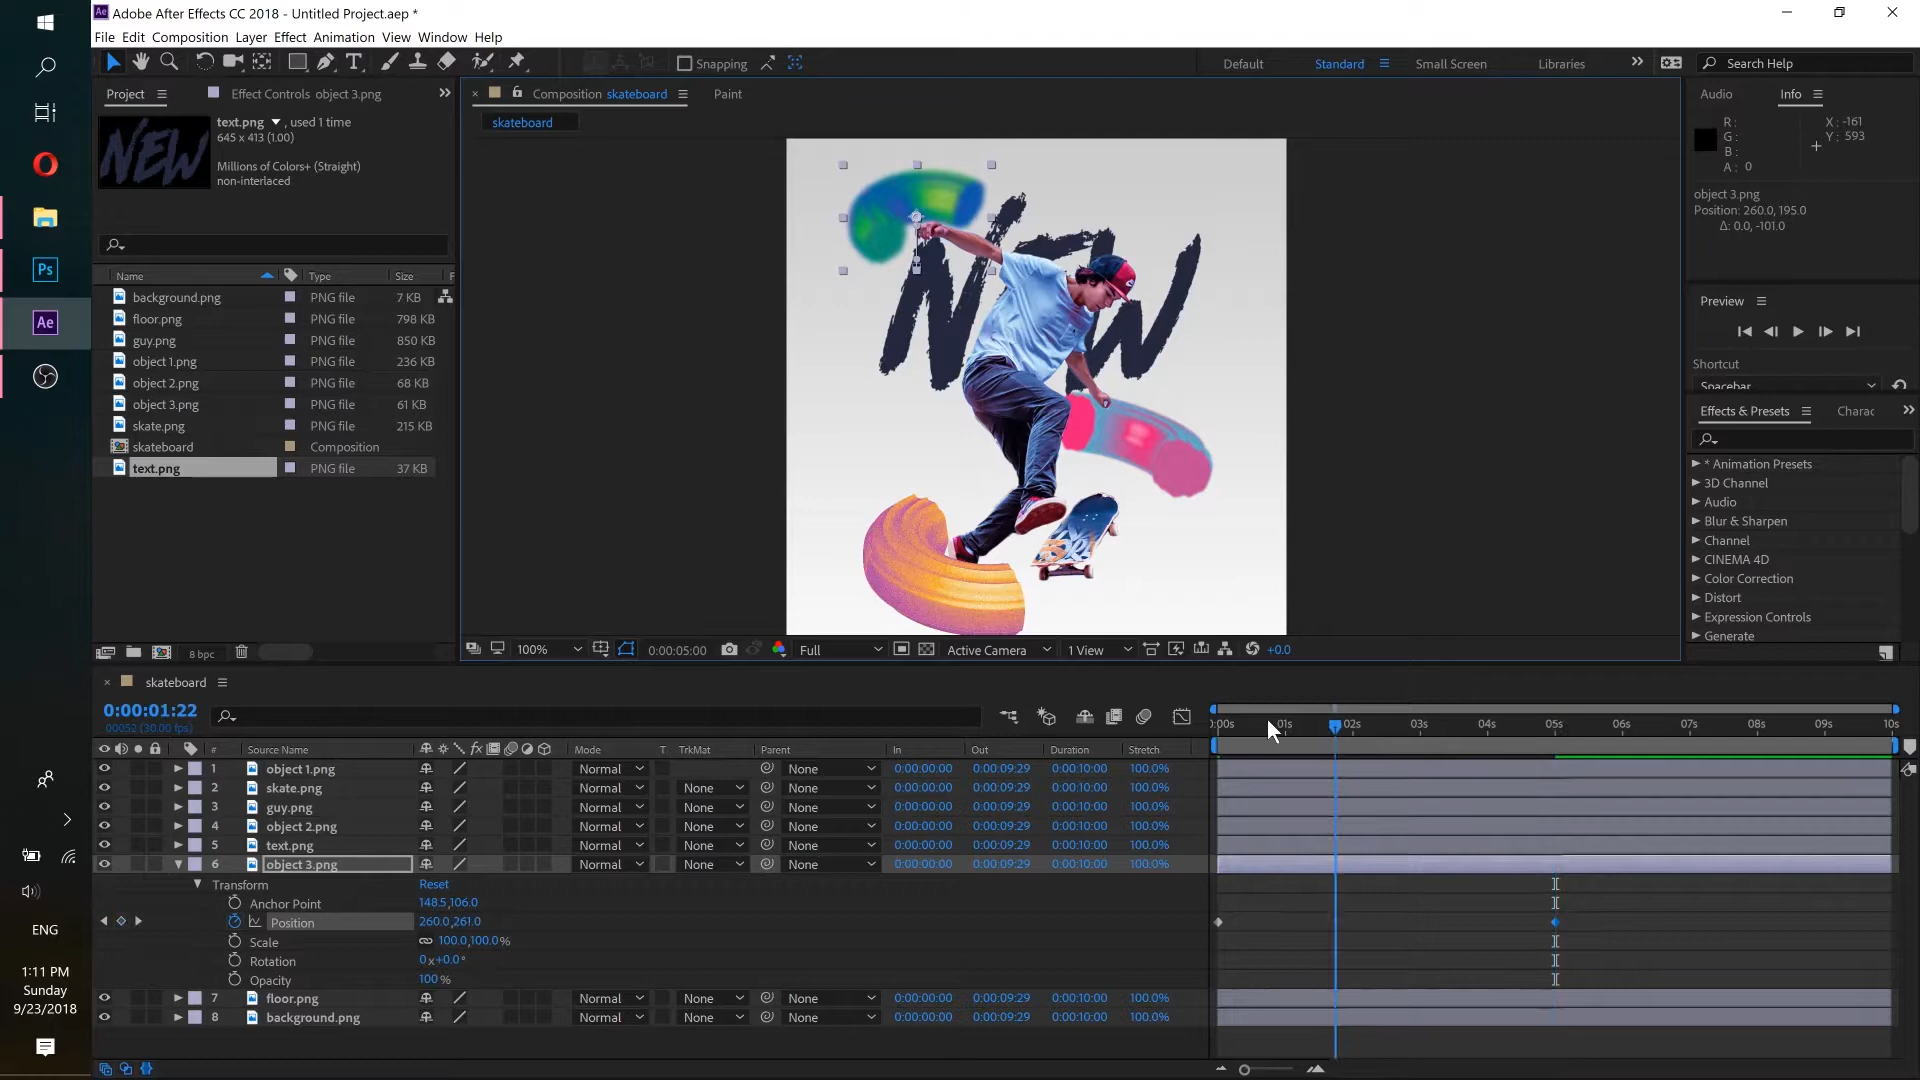 Adobe After Effects CC 2018 - Untitled Project.aep *
File Edit Composition Layer Effect Animation View Window Help
Snapping
Default Standard Small Screen Libraries
Search Help
Project Effect Controls object 3.png
Composition skateboard
Paint
Audio Info
skateboard
text.png , used 1 time
645 x 413 (1.00)
Millions of Colors+ (Straight)
non-interlaced
R:
G:
B:
A: 0
X: -161
Y: 593
object 3.png
Position: 260.0, 195.0
Δ: 0.0, -101.0
NEW
Name Type Size F
background.png PNG file 7 KB
floor.png PNG file 798 KB
guy.png PNG file 850 KB
object 1.png PNG file 236 KB
object 2.png PNG file 68 KB
object 3.png PNG file 61 KB
skate.png PNG file 215 KB
skateboard Composition
text.png PNG file 37 KB
8 bpc
NEW
100% 0:00:05:00 Full Active Camera 1 View +0.0
Preview
Shortcut
Spacebar
Effects & Presets Charac
* Animation Presets
3D Channel
Audio
Blur & Sharpen
Channel
CINEMA 4D
Color Correction
Distort
Expression Controls
Generate
skateboard
0:00:01:22
00052 (30.00 fps)
:00s 01s 02s 03s 04s 05s 06s 07s 08s 09s 10s
# Source Name Mode T TrkMat Parent In Out Duration Stretch
1 object 1.png Normal None 0:00:00:00 0:00:09:29 0:00:10:00 100.0%
2 skate.png Normal None None 0:00:00:00 0:00:09:29 0:00:10:00 100.0%
3 guy.png Normal None None 0:00:00:00 0:00:09:29 0:00:10:00 100.0%
4 object 2.png Normal None None 0:00:00:00 0:00:09:29 0:00:10:00 100.0%
5 text.png Normal None None 0:00:00:00 0:00:09:29 0:00:10:00 100.0%
6 object 3.png Normal None None 0:00:00:00 0:00:09:29 0:00:10:00 100.0%
Transform Reset
Anchor Point 148.5,106.0
Position 260.0,261.0
Scale 100.0,100.0%
Rotation 0x+0.0°
Opacity 100%
7 floor.png Normal None None 0:00:00:00 0:00:09:29 0:00:10:00 100.0%
8 background.png Normal None None 0:00:00:00 0:00:09:29 0:00:10:00 100.0%
Ps
Ae
ENG
1:11 PM
Sunday
9/23/2018